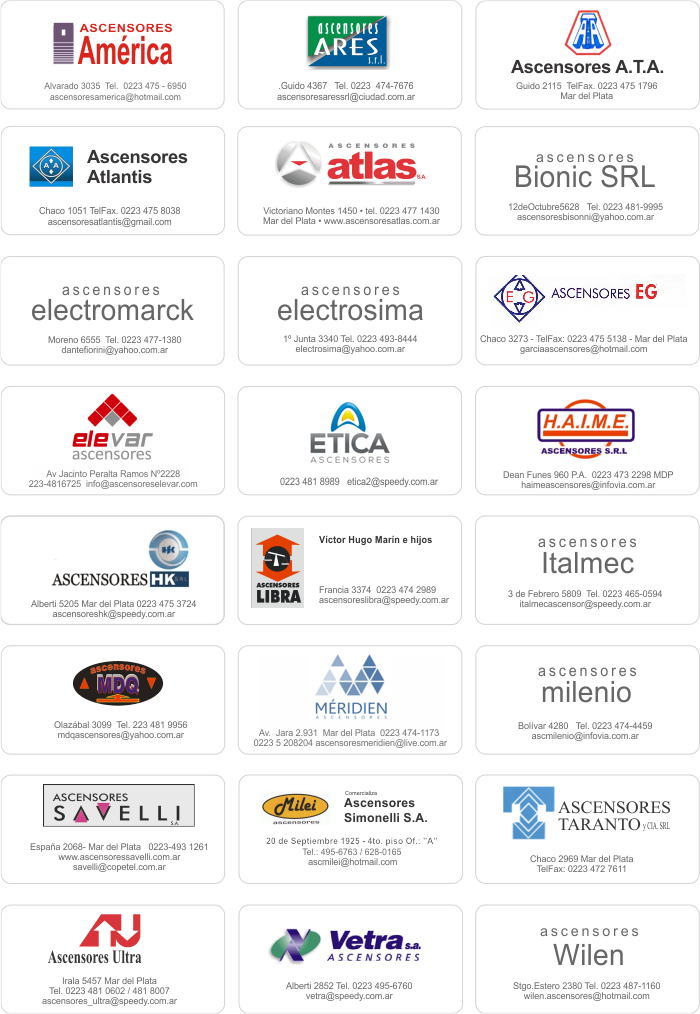 ASCENSORES
América
Alvarado 3035 Tel. 0223 475 - 6950
ascensoresamerica@hotmail.com
ascensores
ARES
s.r.l.
.Guido 4367 Tel. 0223 474-7676
ascensoresaressrl@ciudad.com.ar
Ascensores A.T.A.
Guido 2115 TelFax. 0223 475 1796
Mar del Plata
A A
Ascensores
Atlantis
Chaco 1051 TelFax. 0223 475 8038
ascensoresatlantis@gmail.com
ASCENSORES
atlas S.A.
Victoriano Montes 1450 • tel. 0223 477 1430
Mar del Plata • www.ascensoresatlas.com.ar
ascensores
Bionic SRL
12deOctubre5628 Tel. 0223 481-9995
ascensoresbisonni@yahoo.com.ar
ascensores
electromarck
Moreno 6555 Tel. 0223 477-1380
dantefiorini@yahoo.com.ar
ascensores
electrosima
1º Junta 3340 Tel. 0223 493-8444
electrosima@yahoo.com.ar
E G ASCENSORES EG
Chaco 3273 - TelFax: 0223 475 5138 - Mar del Plata
garciaascensores@hotmail.com
elevar
ascensores
Av Jacinto Peralta Ramos Nº2228
223-4816725 info@ascensoreselevar.com
ETICA
ASCENSORES
0223 481 8989 etica2@speedy.com.ar
H.A.I.M.E.
ASCENSORES S.R.L
Dean Funes 960 P.A. 0223 473 2298 MDP
haimeascensores@infovia.com.ar
HK
ASCENSORES HK SRL
Alberti 5205 Mar del Plata 0223 475 3724
ascensoreshk@speedy.com.ar
ASCENSORES
LIBRA
Víctor Hugo Marin e hijos
Francia 3374 0223 474 2989
ascensoreslibra@speedy.com.ar
ascensores
Italmec
3 de Febrero 5809 Tel. 0223 465-0594
italmecascensor@speedy.com.ar
ascensores
MDQ
Olazábal 3099 Tel. 223 481 9956
mdqascensores@yahoo.com.ar
MÉRIDIEN
ASCENSORES
Av. Jara 2.931 Mar del Plata 0223 474-1173
0223 5 208204 ascensoresmeridien@live.com.ar
ascensores
milenio
Bolívar 4280 Tel. 0223 474-4459
ascmilenio@infovia.com.ar
ASCENSORES
SAVELLI
S.A
España 2068- Mar del Plata 0223-493 1261
www.ascensoressavelli.com.ar
savelli@copetel.com.ar
Milei
ascensores
Comercializa
Ascensores
Simonelli S.A.
20 de Septiembre 1925 - 4to. piso Of.: "A"
Tel.: 495-6763 / 628-0165
ascmilei@hotmail.com
ASCENSORES
TARANTO y CIA. SRL
Chaco 2969 Mar del Plata
TelFax: 0223 472 7611
Ascensores Ultra
Irala 5457 Mar del Plata
Tel. 0223 481 0602 / 481 8007
ascensores_ultra@speedy.com.ar
Vetra s.a.
ASCENSORES
Alberti 2852 Tel. 0223 495-6760
vetra@speedy.com.ar
ascensores
Wilen
Stgo.Estero 2380 Tel. 0223 487-1160
wilen.ascensores@hotmail.com